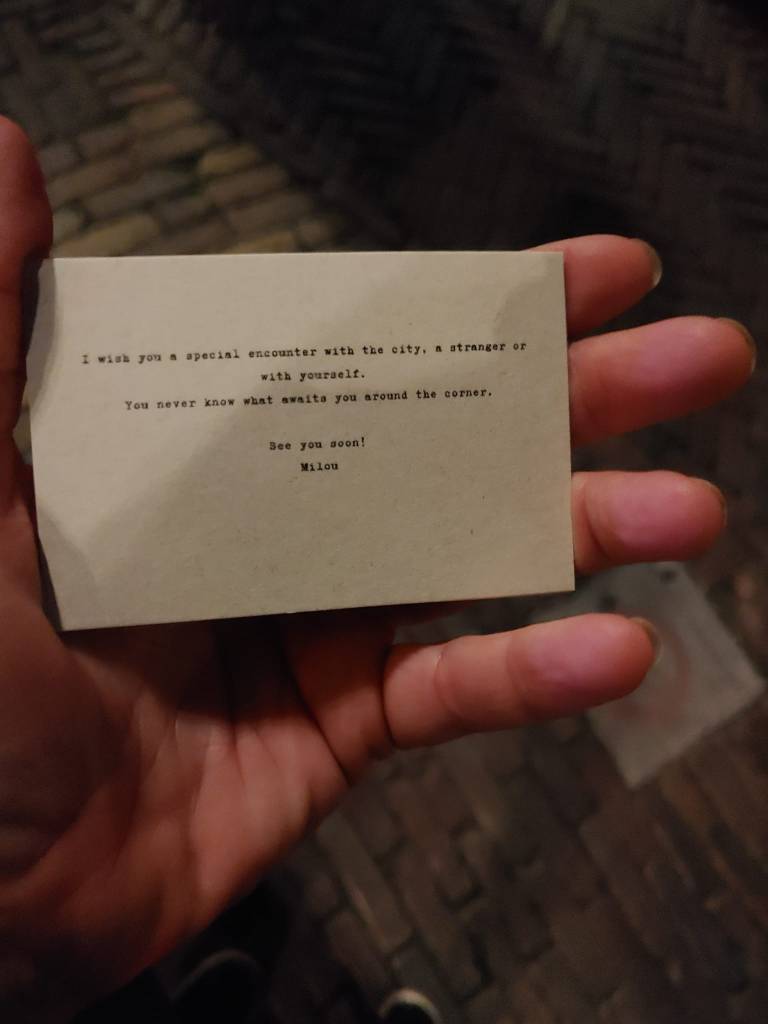 I wish you a special encounter with the city, a stranger or
with yourself.
You never know what awaits you around the corner.
See you soon!
Milou